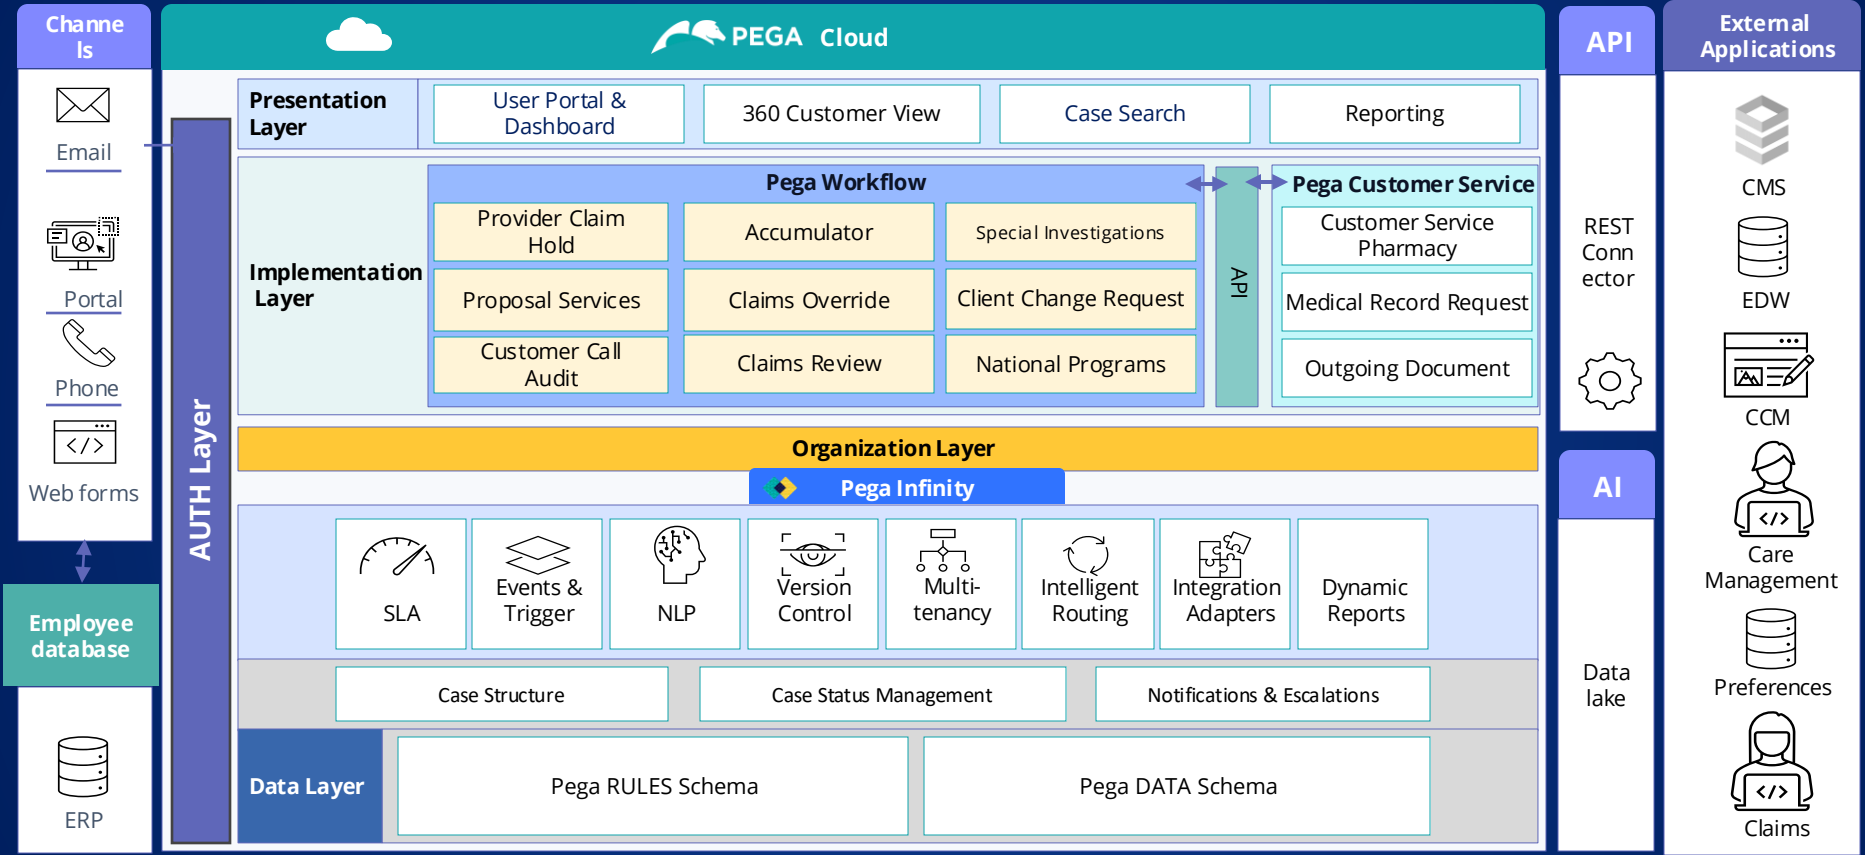 Channe
ls
Email
Portal
Phone
Web forms
Employee
database
ERP
PEGA Cloud
AUTH Layer
Presentation
Layer
User Portal &
Dashboard
360 Customer View
Case Search
Reporting
Implementation
Layer
Pega Workflow
Provider Claim
Hold
Accumulator
Special Investigations
Proposal Services
Claims Override
Client Change Request
Customer Call
Audit
Claims Review
National Programs
API
Pega Customer Service
Customer Service
Pharmacy
Medical Record Request
Outgoing Document
Organization Layer
Pega Infinity
SLA
Events &
Trigger
NLP
Version
Control
Multi-
tenancy
Intelligent
Routing
Integration
Adapters
Dynamic
Reports
Case Structure
Case Status Management
Notifications & Escalations
Data Layer
Pega RULES Schema
Pega DATA Schema
API
REST
Conn
ector
AI
Data
lake
External
Applications
CMS
EDW
CCM
Care
Management
Preferences
Claims